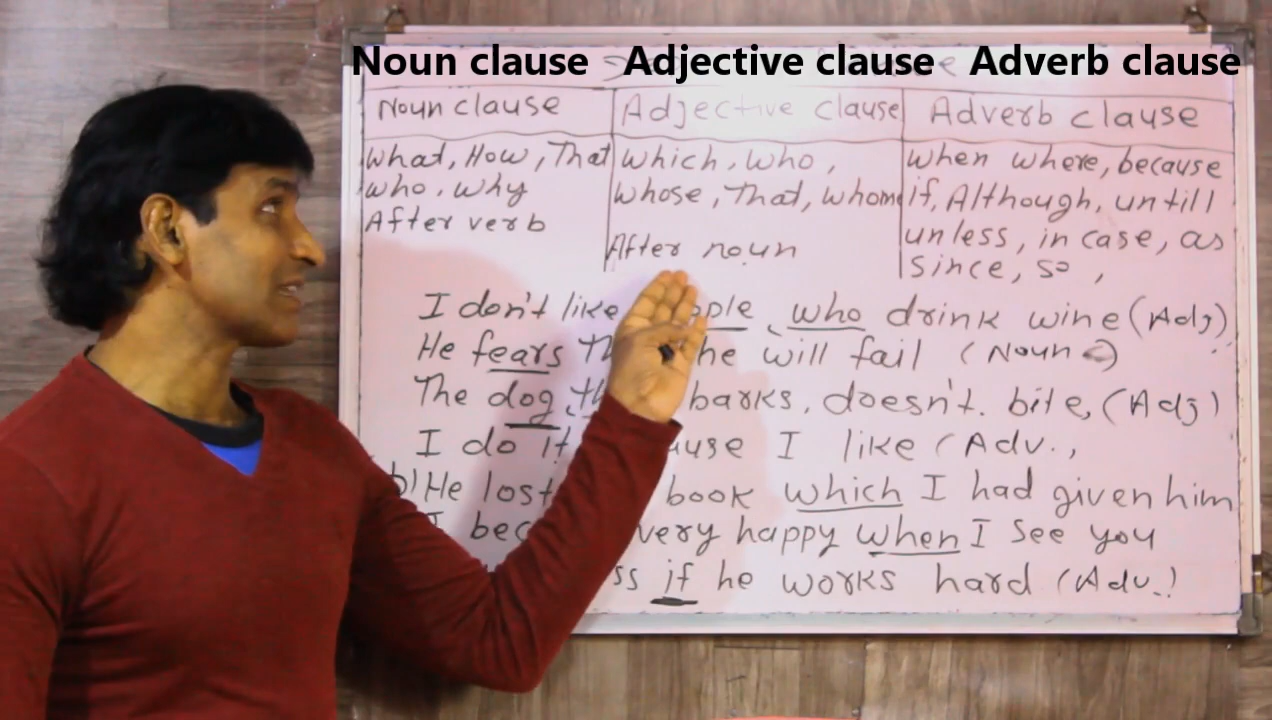 Noun clause Adjective clause Adverb clause
Noun clause Adjective clause Adverb clause
What, How, That which, who, when where, because
who, why whose, That, whom if, Although, untill
After verb After noun unless, in case, as
since, so ,
I don't like who drink wine (Adj)
He fears he will fail (Noun c)
The dog, barks, doesn't. bite, (Adj)
I do it I like (Adv.,
b) He lost book which I had given him
I very happy when I see you
if he works hard (Adv.)